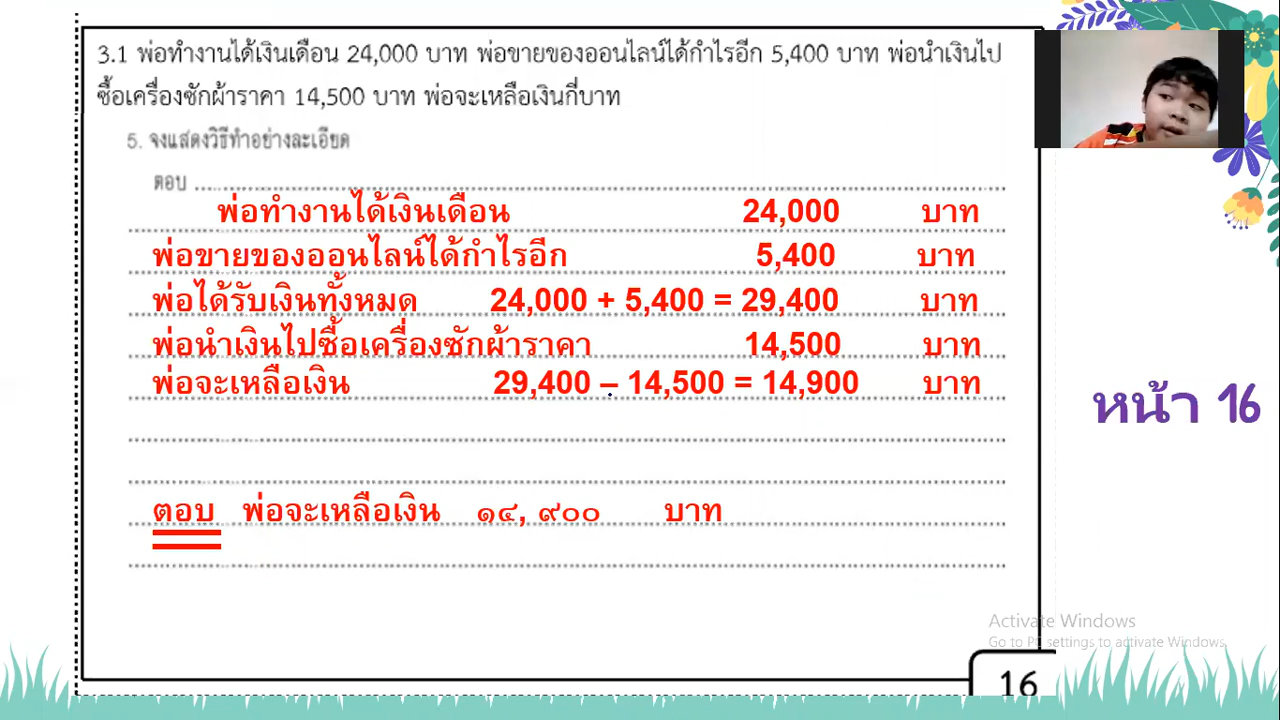 3.1 พ่อทำงานได้เงินเดือน 24,000 บาท พ่อขายของออนไลน์ได้กำไรอีก 5,400 บาท พ่อนำเงินไป
ซื้อเครื่องซักผ้าราคา 14,500 บาท พ่อจะเหลือเงินกี่บาท
5. จงแสดงวิธีทำอย่างละเอียด
ตอบ
พ่อทำงานได้เงินเดือน 24,000 บาท
พ่อขายของออนไลน์ได้กำไรอีก 5,400 บาท
พ่อได้รับเงินทั้งหมด 24,000 + 5,400 = 29,400 บาท
พ่อนำเงินไปซื้อเครื่องซักผ้าราคา 14,500 บาท
พ่อจะเหลือเงิน 29,400 – 14,500 = 14,900 บาท
หน้า 16
ตอบ พ่อจะเหลือเงิน ๑๔, ๙๐๐ บาท
Activate Windows
Go to PC settings to activate Windows.
16